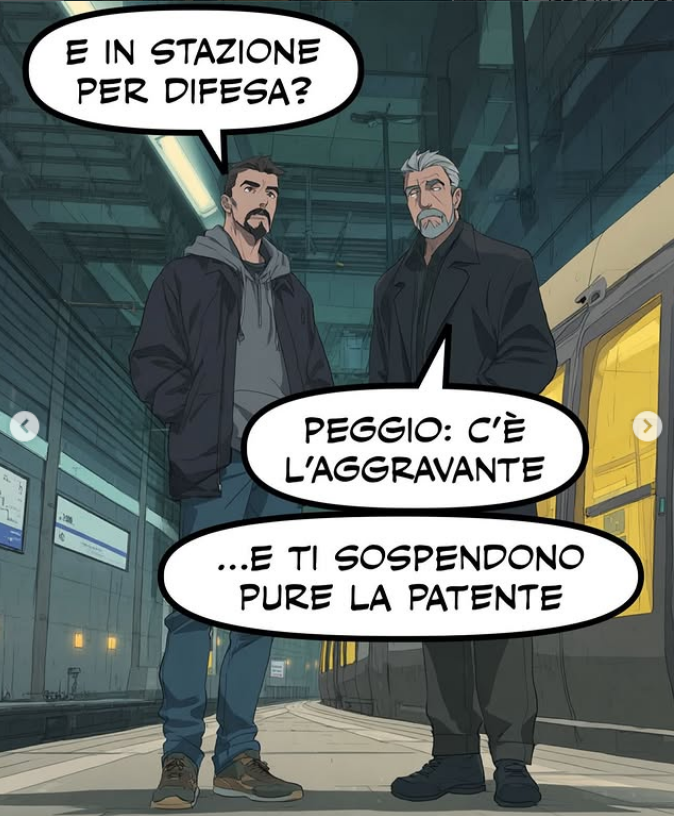 E IN STAZIONE
PER DIFESA?
PEGGIO: C'È
L'AGGRAVANTE
...E TI SOSPENDONO
PURE LA PATENTE